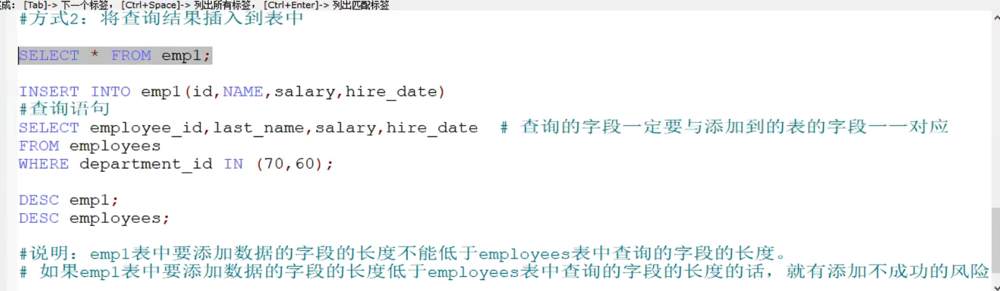 成： [Tab]-> 下一个标签， [Ctrl+Space]-> 列出所有标签， [Ctrl+Enter]-> 列出匹配标签
#方式2：将查询结果插入到表中
SELECT * FROM emp1;
INSERT INTO emp1(id,NAME,salary,hire_date)
#查询语句
SELECT employee_id,last_name,salary,hire_date # 查询的字段一定要与添加到的表的字段一一对应
FROM employees
WHERE department_id IN (70,60);
DESC emp1;
DESC employees;
#说明：emp1表中要添加数据的字段的长度不能低于employees表中查询的字段的长度。
# 如果emp1表中要添加数据的字段的长度低于employees表中查询的字段的长度的话，就有添加不成功的风险